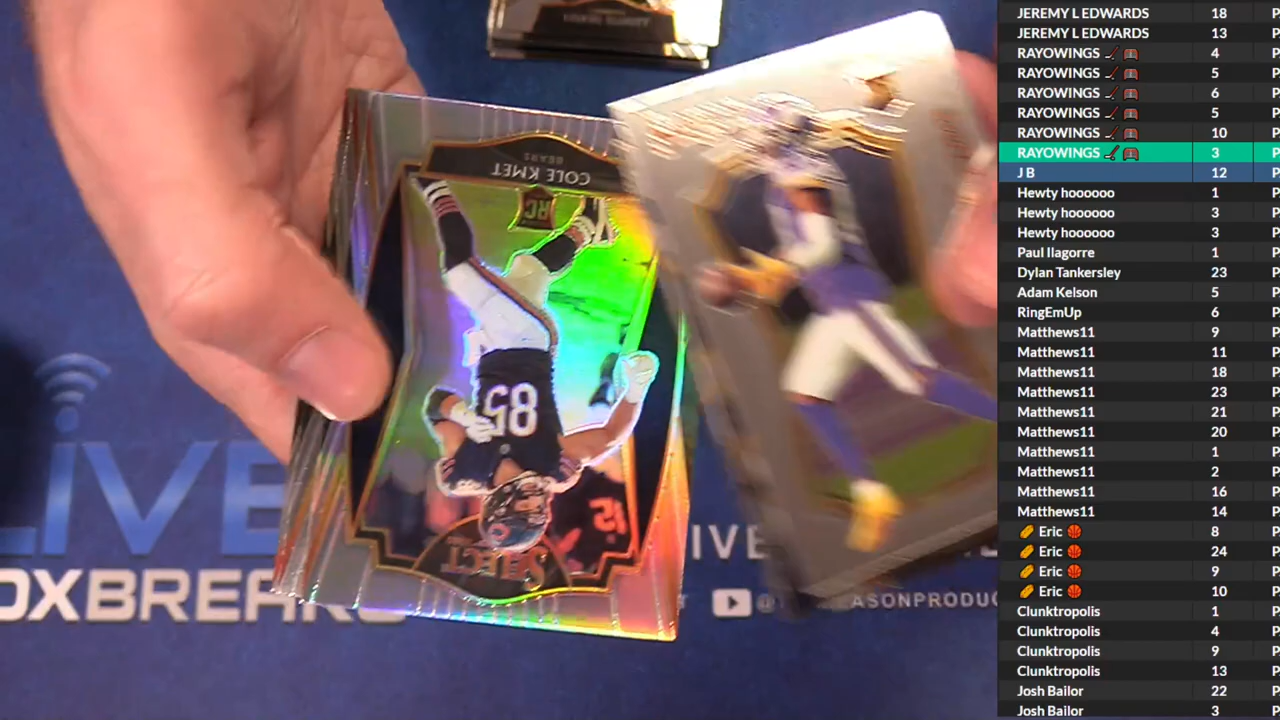 COLE KMET
BEARS
RC
85
12
SELECT
LIVE
OXBREAKS
IVE
ASONPRODUC
JEREMY L EDWARDS 18 P
JEREMY L EDWARDS 13 P
RAYOWINGS 4 P
RAYOWINGS 5 P
RAYOWINGS 6 P
RAYOWINGS 5 P
RAYOWINGS 10 P
RAYOWINGS 3 P
J B 12 P
Hewty hoooooo 1 P
Hewty hoooooo 3 P
Hewty hoooooo 3 P
Paul Ilagorre 1 P
Dylan Tankersley 23 P
Adam Kelson 5 P
RingEmUp 6 P
Matthews11 9 P
Matthews11 11 P
Matthews11 18 P
Matthews11 23 P
Matthews11 21 P
Matthews11 20 P
Matthews11 1 P
Matthews11 2 P
Matthews11 16 P
Matthews11 14 P
Eric 8 P
Eric 24 P
Eric 9 P
Eric 10 P
Clunktropolis 1 P
Clunktropolis 4 P
Clunktropolis 9 P
Clunktropolis 13 P
Josh Bailor 22 P
Josh Bailor 3 P